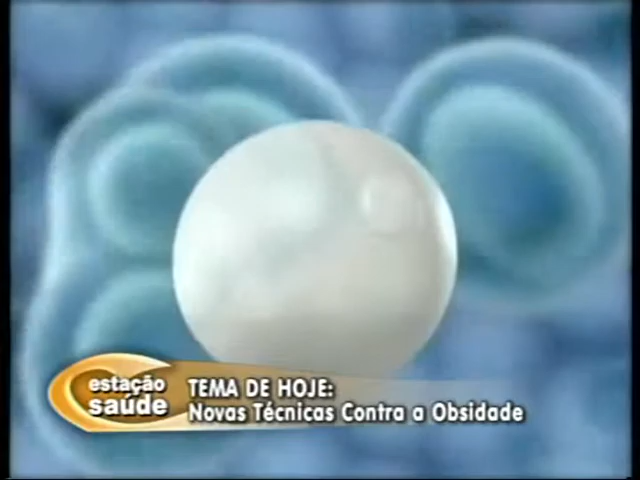 estação
saúde
TEMA DE HOJE:
Novas Técnicas Contra a Obsidade